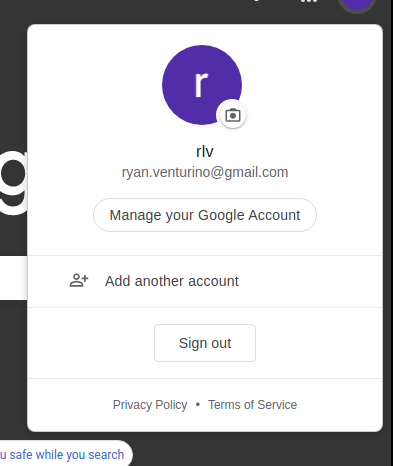 g
r
rlv
ryan.venturino@gmail.com
Manage your Google Account
Add another account
Sign out
Privacy Policy • Terms of Service
u safe while you search